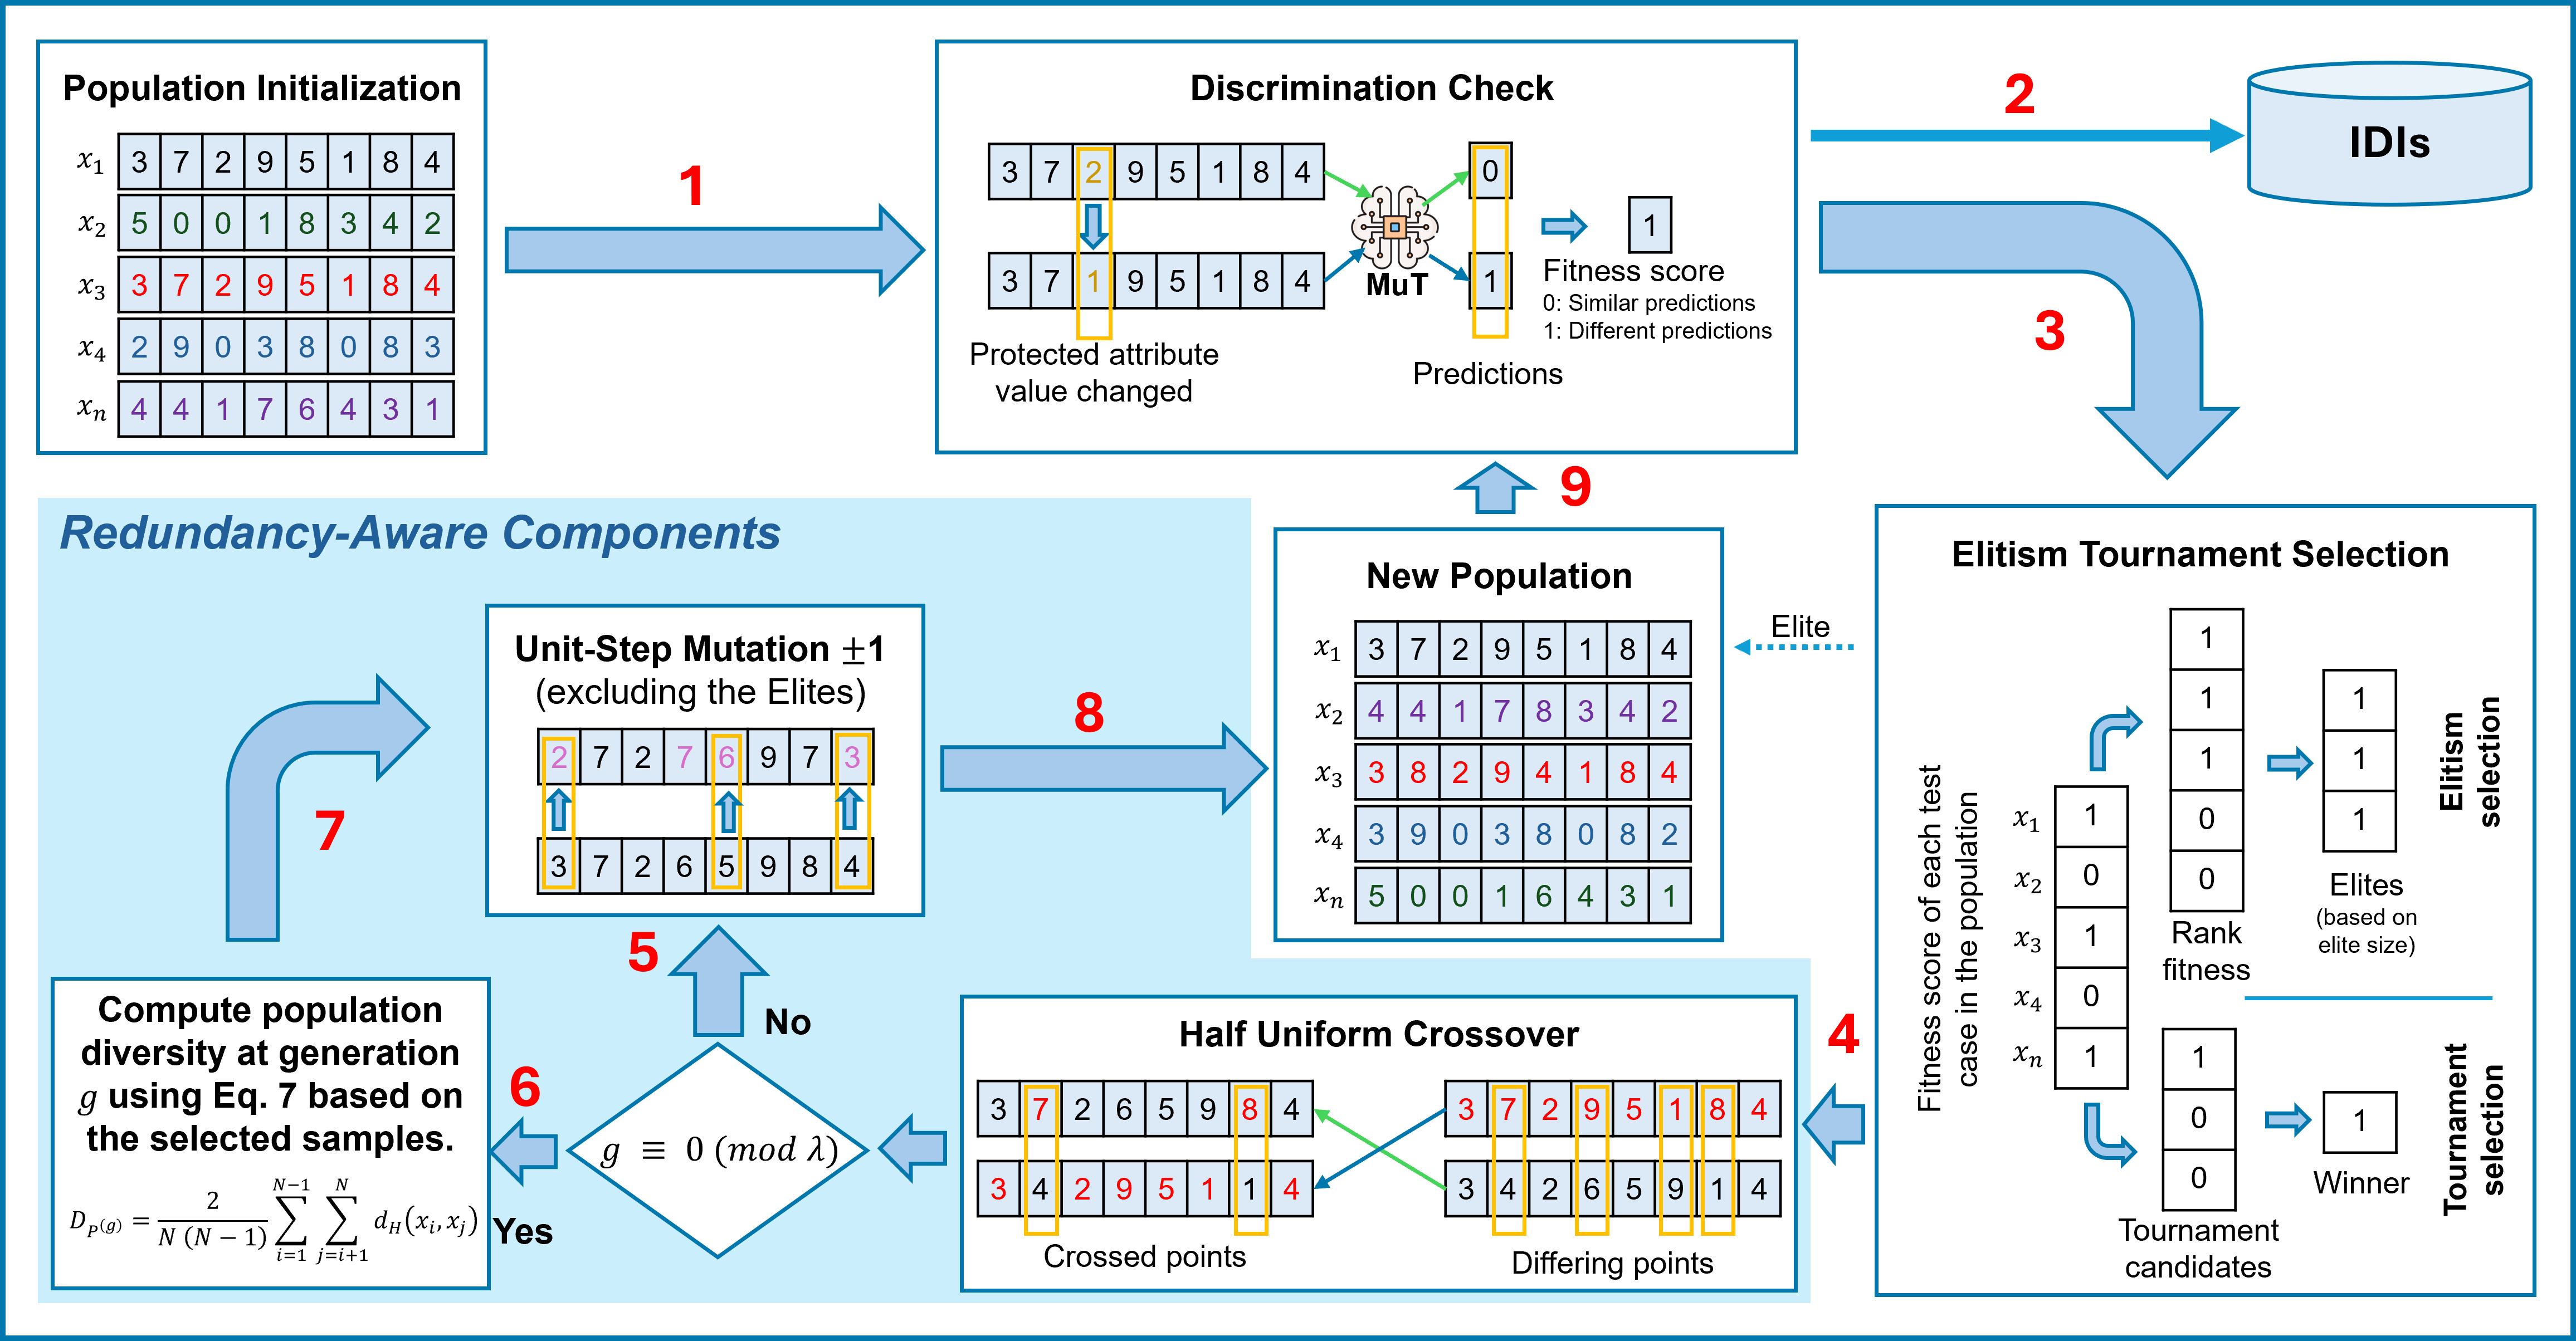 Population Initialization
x₁ 3 7 2 9 5 1 8 4
x₂ 5 0 0 1 8 3 4 2
x₃ 3 7 2 9 5 1 8 4
x₄ 2 9 0 3 8 0 8 3
xₙ 4 4 1 7 6 4 3 1
1
Discrimination Check
3 7 2 9 5 1 8 4
3 7 1 9 5 1 8 4
Protected attribute
value changed
MuT
0
1
Predictions
1
Fitness score
0: Similar predictions
1: Different predictions
2
IDIs
3
Elitism Tournament Selection
Fitness score of each test
case in the population
x₁ 1
x₂ 0
x₃ 1
x₄ 0
xₙ 1
1
1
1
0
0
Rank
fitness
1
1
1
Elites
(based on
elite size)
Elitism
selection
1
0
0
Tournament
candidates
1
Winner
Tournament
selection
4
Half Uniform Crossover
3 7 2 6 5 9 8 4
3 4 2 9 5 1 1 4
Crossed points
3 7 2 9 5 1 8 4
3 4 2 6 5 9 1 4
Differing points
g ≡ 0 (mod λ)
No
5
Yes
6
Compute population
diversity at generation
g using Eq. 7 based on
the selected samples.
D_{P^{(g)}} = \frac{2}{N (N − 1)} \sum_{i=1}^{N−1} \sum_{j=i+1}^{N} d_H(x_i, x_j)
7
Redundancy-Aware Components
Unit-Step Mutation ±1
(excluding the Elites)
2 7 2 7 6 9 7 3
3 7 2 6 5 9 8 4
8
New Population
x₁ 3 7 2 9 5 1 8 4
x₂ 4 4 1 7 8 3 4 2
x₃ 3 8 2 9 4 1 8 4
x₄ 3 9 0 3 8 0 8 2
xₙ 5 0 0 1 6 4 3 1
Elite
9